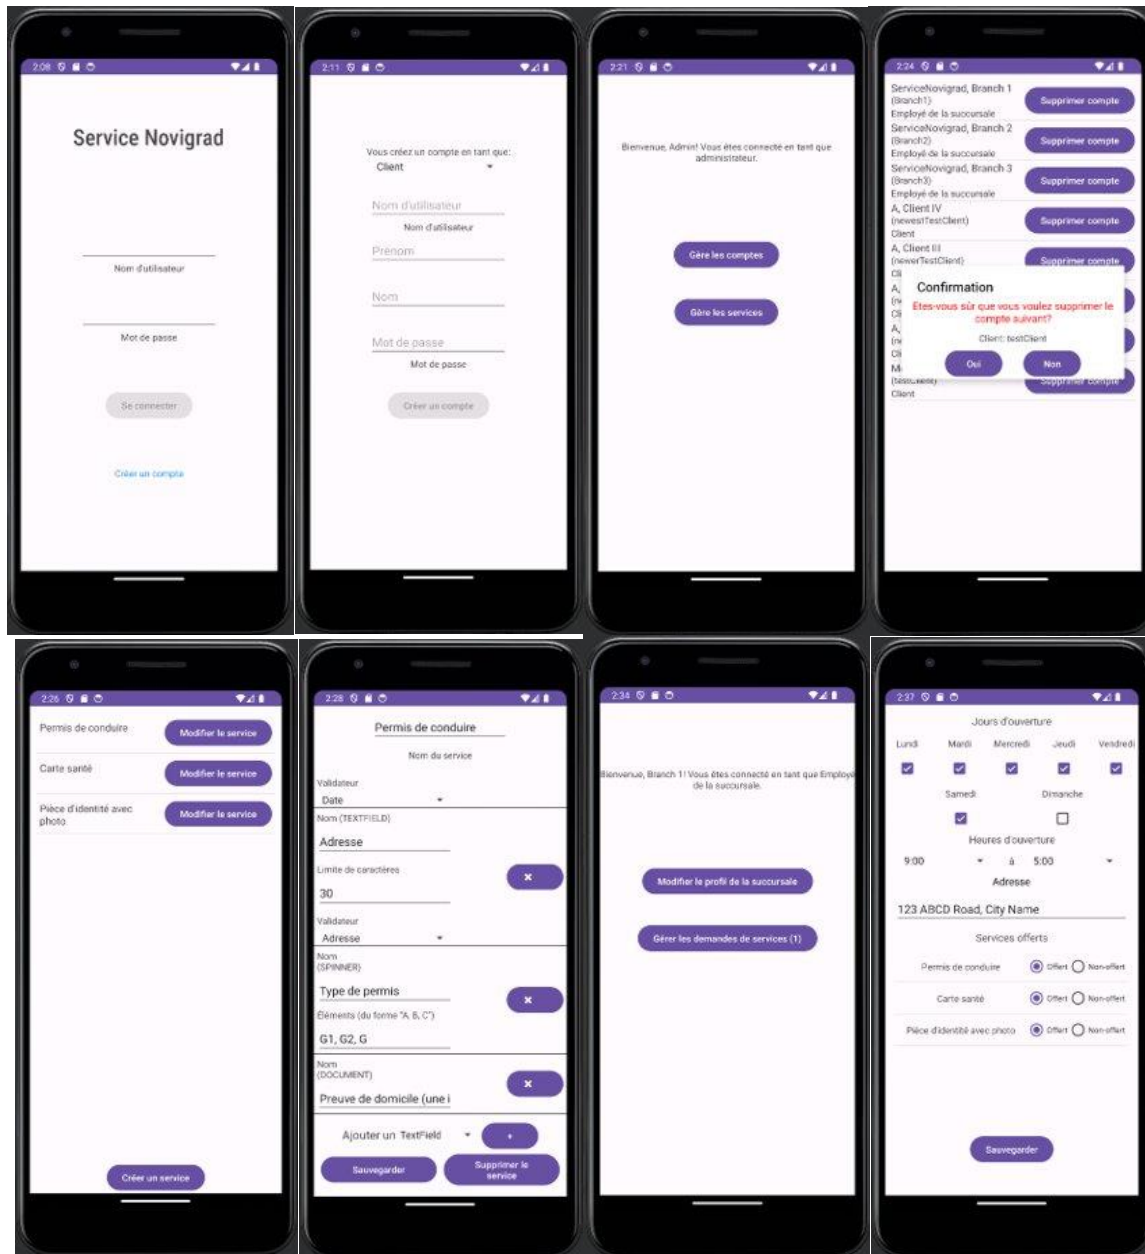 2:08
Service Novigrad
Nom d'utilisateur
Mot de passe
Se connecter
Créer un compte
2:11
Vous créez un compte en tant que:
Client
Nom d'utilisateur
Nom d'utilisateur
Prénom
Nom
Mot de passe
Mot de passe
Créer un compte
2:21
Bienvenue, Admin! Vous êtes connecté en tant que
administrateur.
Gère les comptes
Gère les services
2:24
ServiceNovigrad, Branch 1
(Branch1)
Employé de la succursale
Supprimer compte
ServiceNovigrad, Branch 2
(Branch2)
Employé de la succursale
Supprimer compte
ServiceNovigrad, Branch 3
(Branch3)
Employé de la succursale
Supprimer compte
A, Client IV
(newestTestClient)
Client
Supprimer compte
A, Client III
(newerTestClient)
Supprimer compte
Confirmation
Etes-vous sûr que vous voulez supprimer le
compte suivant?
Client: testClient
Oui
Non
(testClient)
Client
Supprimer compte
2:26
Permis de conduire
Modifier le service
Carte santé
Modifier le service
Pièce d'identité avec
photo
Modifier le service
Créer un service
2:28
Permis de conduire
Nom du service
Validateur
Date
Nom (TEXTFIELD)
Adresse
Limite de caractères
30
Validateur
Adresse
Nom
(SPINNER)
Type de permis
Éléments (du forme "A, B, C")
G1, G2, G
Nom
(DOCUMENT)
Preuve de domicile (une i
Ajouter un TextField
+
Sauvegarder
Supprimer le
service
2:34
Bienvenue, Branch 1! Vous êtes connecté en tant que Employé
de la succursale.
Modifier le profil de la succursale
Gérer les demandes de services (1)
2:37
Jours d'ouverture
Lundi Mardi Mercredi Jeudi Vendredi
Samedi Dimanche
Heures d'ouverture
9:00 à 5:00
Adresse
123 ABCD Road, City Name
Services offerts
Permis de conduire Offert Non-offert
Carte santé Offert Non-offert
Pièce d'identité avec photo Offert Non-offert
Sauvegarder